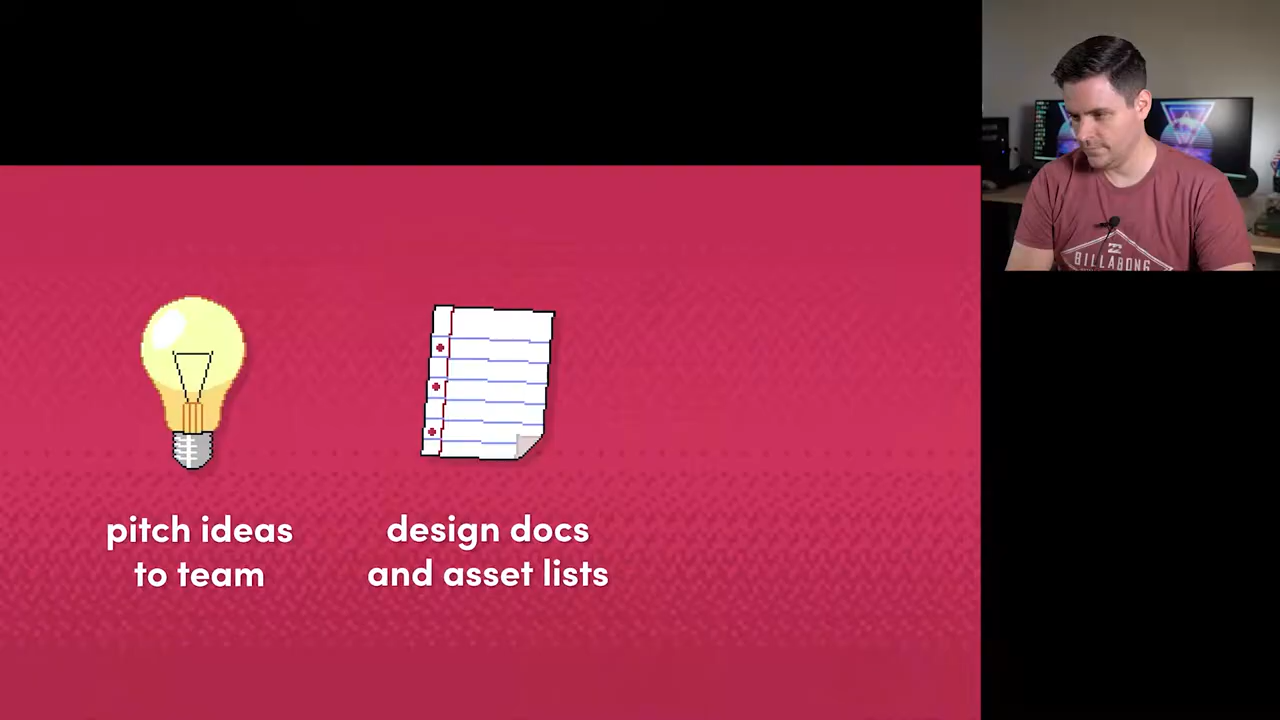 pitch ideas
to team
design docs
and asset lists
BILLABONG